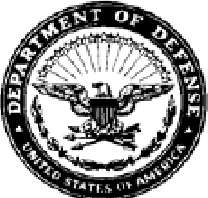 DEPARTMENT OF DEFENSE
UNITED STATES OF AMERICA